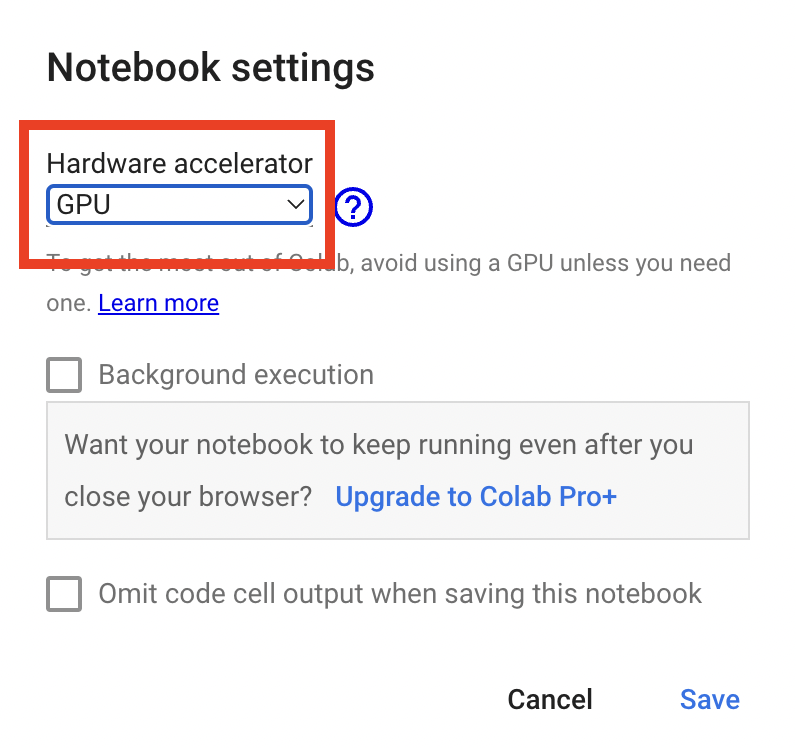 Notebook settings
Hardware accelerator
GPU
?
To get the most out of Colab, avoid using a GPU unless you need
one. Learn more
Background execution
Want your notebook to keep running even after you
close your browser? Upgrade to Colab Pro+
Omit code cell output when saving this notebook
Cancel Save